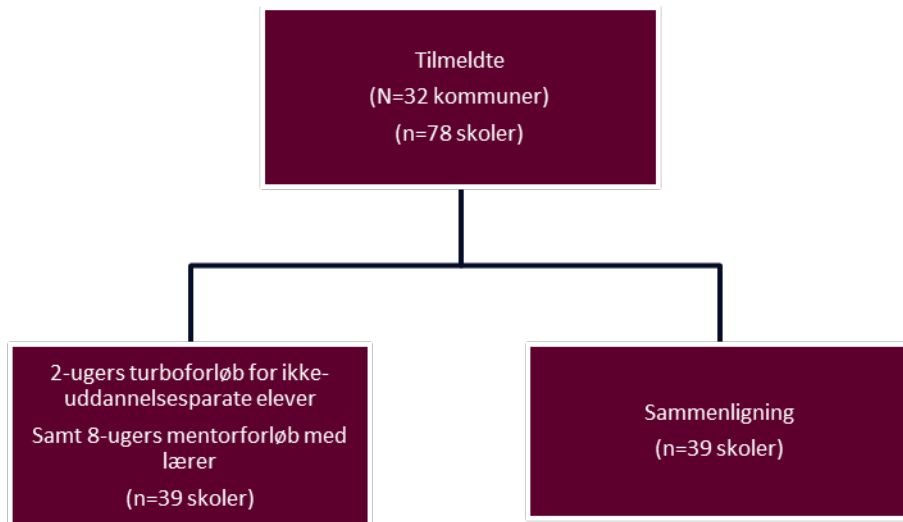 Tilmeldte
(N=32 kommuner)
(n=78 skoler)
2-ugers turboforløb for ikke-
uddannelsesparate elever
Samt 8-ugers mentorforløb med
lærer
(n=39 skoler)
Sammenligning
(n=39 skoler)